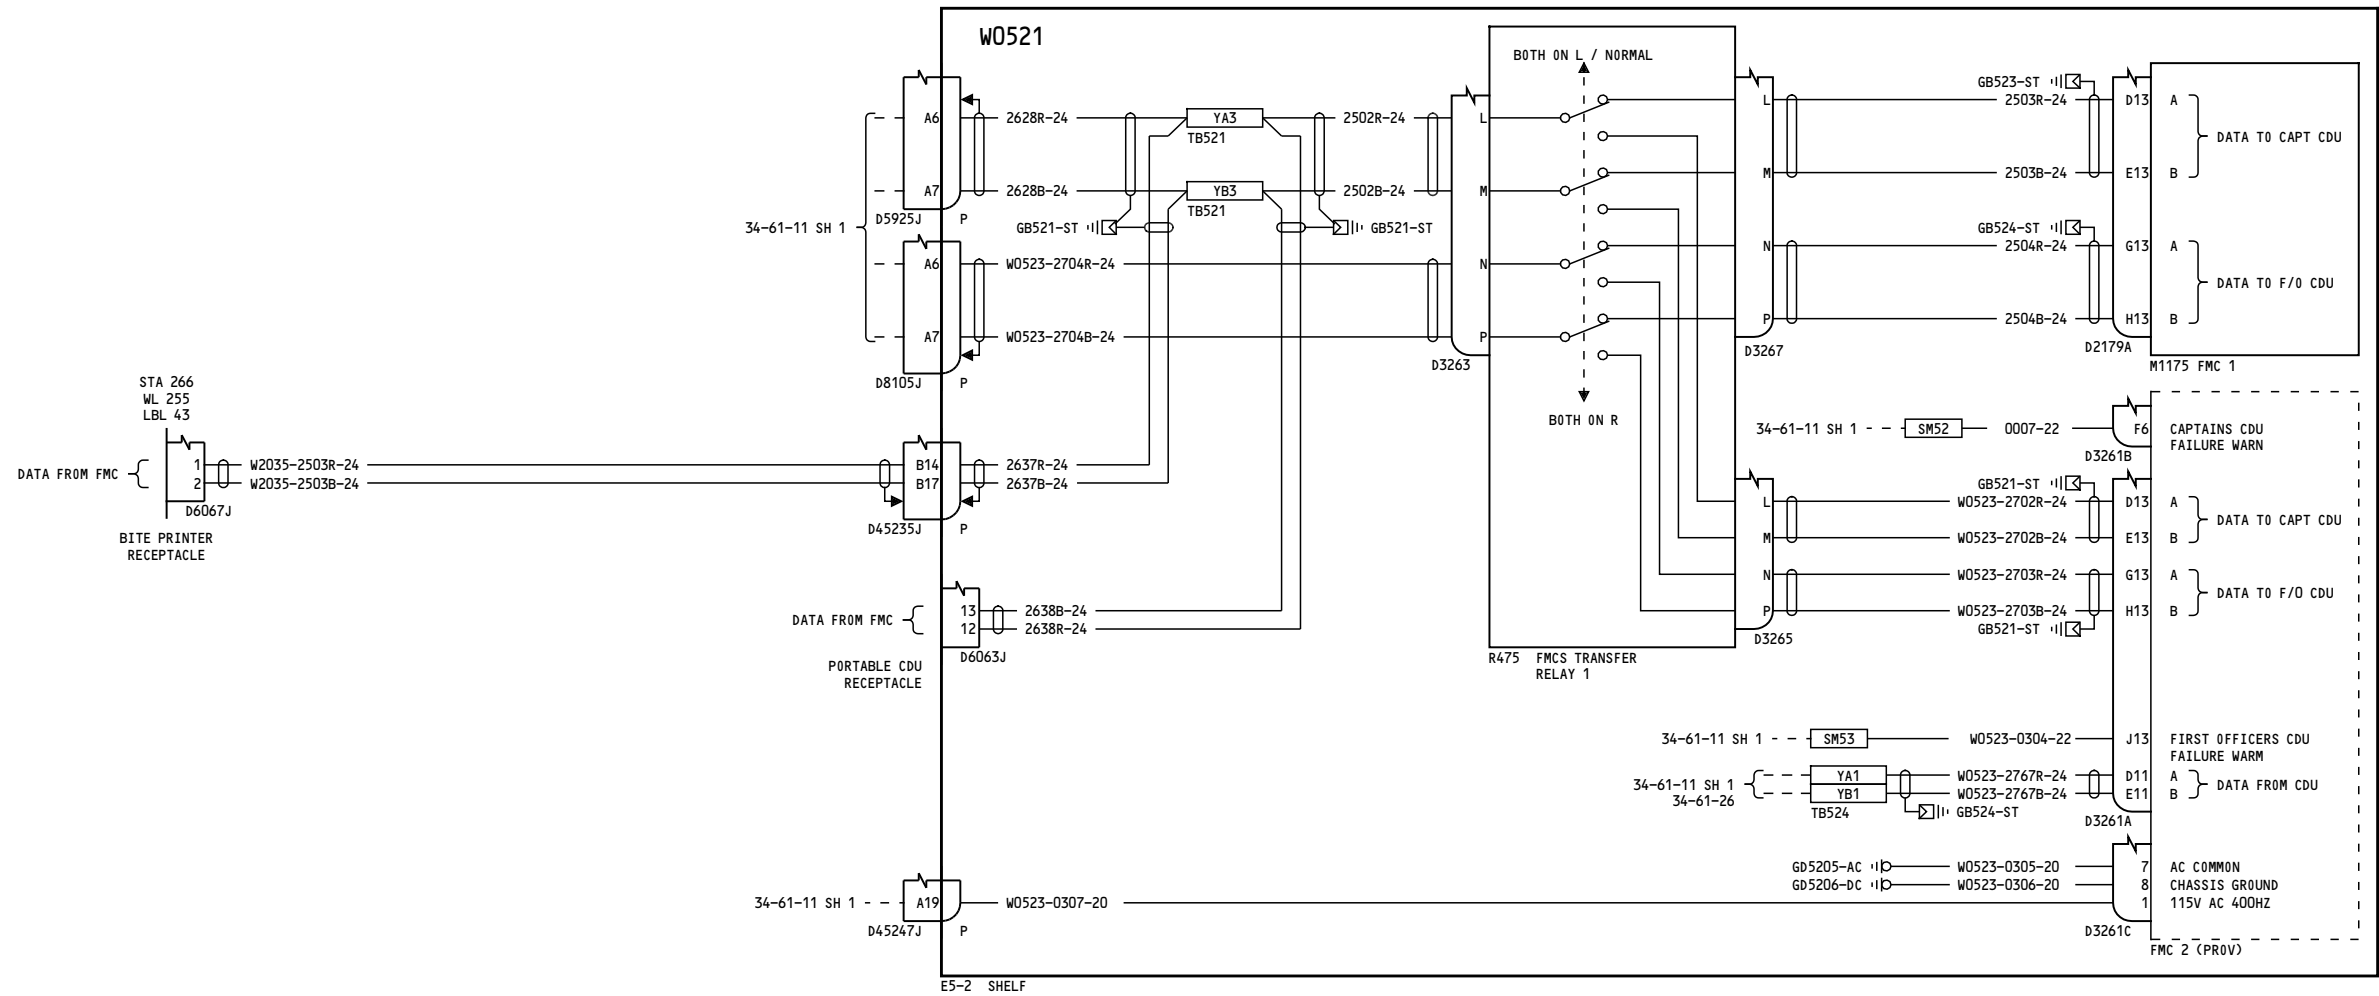 W0521
BOTH ON L / NORMAL
BOTH ON R
34-61-11 SH 1
A6
A7
D5925J P
A6
A7
D8105J P
2628R-24
2628B-24
W0523-2704R-24
W0523-2704B-24
YA3
TB521
YB3
TB521
GB521-ST
GB521-ST
2502R-24
2502B-24
L
M
N
P
D3263
L
M
N
P
D3267
GB523-ST
2503R-24
2503B-24
GB524-ST
2504R-24
2504B-24
D13 A
E13 B
DATA TO CAPT CDU
G13 A
H13 B
DATA TO F/O CDU
D2179A
M1175 FMC 1
STA 266
WL 255
LBL 43
DATA FROM FMC
1
2
D6067J
BITE PRINTER
RECEPTACLE
W2035-2503R-24
W2035-2503B-24
B14
B17
D45235J P
2637R-24
2637B-24
DATA FROM FMC
13
12
D6063J
PORTABLE CDU
RECEPTACLE
2638B-24
2638R-24
R475 FMCS TRANSFER
RELAY 1
34-61-11 SH 1
SM52
0007-22
F6 CAPTAINS CDU
FAILURE WARN
D3261B
L
M
N
P
D3265
GB521-ST
W0523-2702R-24
W0523-2702B-24
W0523-2703R-24
W0523-2703B-24
GB521-ST
D13 A
E13 B
DATA TO CAPT CDU
G13 A
H13 B
DATA TO F/O CDU
34-61-11 SH 1
SM53
W0523-0304-22
J13 FIRST OFFICERS CDU
FAILURE WARM
34-61-11 SH 1
34-61-26
YA1
YB1
TB524
W0523-2767R-24
W0523-2767B-24
GB524-ST
D11 A
E11 B
DATA FROM CDU
D3261A
GD5205-AC
W0523-0305-20
7 AC COMMON
GD5206-DC
W0523-0306-20
8 CHASSIS GROUND
34-61-11 SH 1
A19
D45247J P
W0523-0307-20
1 115V AC 400HZ
D3261C
FMC 2 (PROV)
E5-2 SHELF